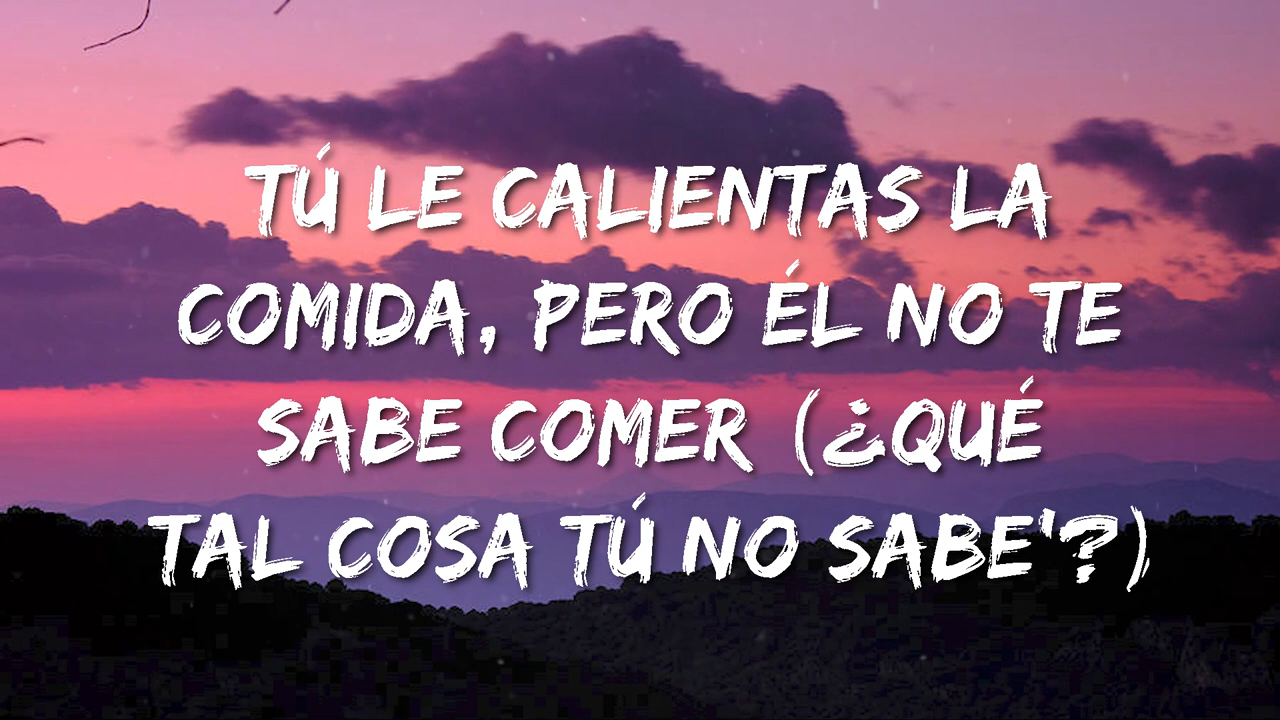 TÚ LE CALIENTAS LA
COMIDA, PERO ÉL NO TE
SABE COMER (¿QUÉ
TAL COSA TÚ NO SABE'?)